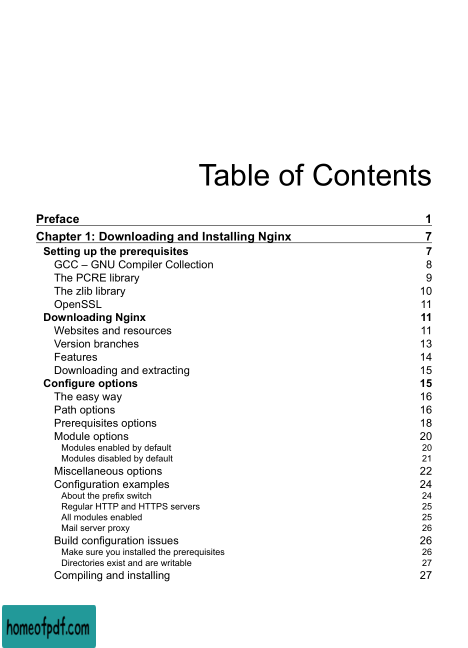 Table of Contents
Preface 1
Chapter 1: Downloading and Installing Nginx 7
Setting up the prerequisites 7
GCC – GNU Compiler Collection 8
The PCRE library 9
The zlib library 10
OpenSSL 11
Downloading Nginx 11
Websites and resources 11
Version branches 13
Features 14
Downloading and extracting 15
Configure options 15
The easy way 16
Path options 16
Prerequisites options 18
Module options 20
Modules enabled by default 20
Modules disabled by default 21
Miscellaneous options 22
Configuration examples 24
About the prefix switch 24
Regular HTTP and HTTPS servers 25
All modules enabled 25
Mail server proxy 26
Build configuration issues 26
Make sure you installed the prerequisites 26
Directories exist and are writable 27
Compiling and installing 27
homeofpdf.com